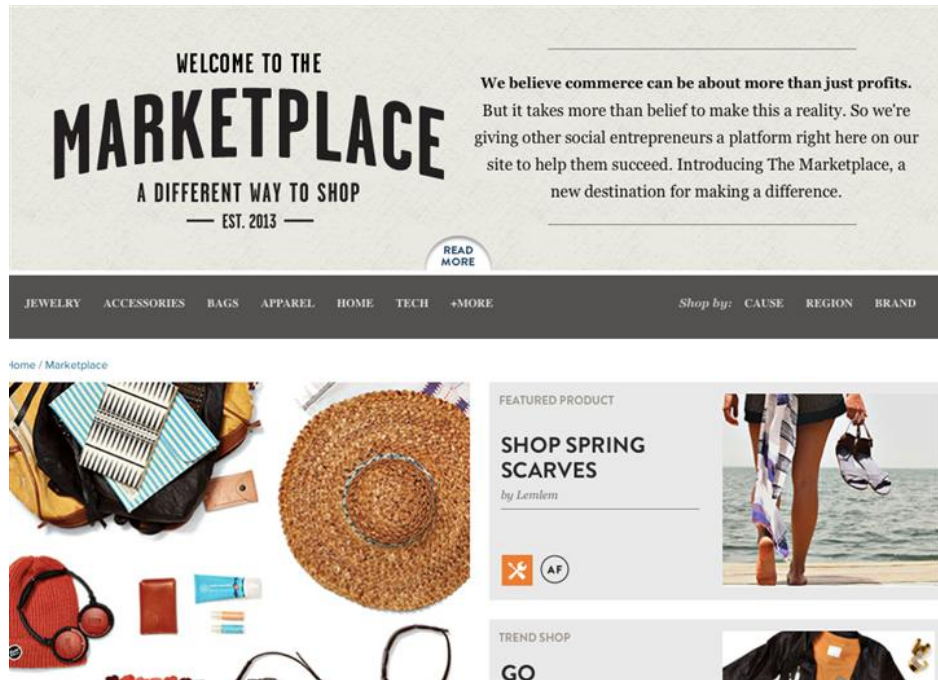 WELCOME TO THE
MARKETPLACE
A DIFFERENT WAY TO SHOP
EST. 2013
We believe commerce can be about more than just profits.
But it takes more than belief to make this a reality. So we're
giving other social entrepreneurs a platform right here on our
site to help them succeed. Introducing The Marketplace, a
new destination for making a difference.
READ
MORE
JEWELRY ACCESSORIES BAGS APPAREL HOME TECH +MORE Shop by: CAUSE REGION BRAND
Home / Marketplace
FEATURED PRODUCT
SHOP SPRING
SCARVES
by Lemlem
AF
TREND SHOP
GO